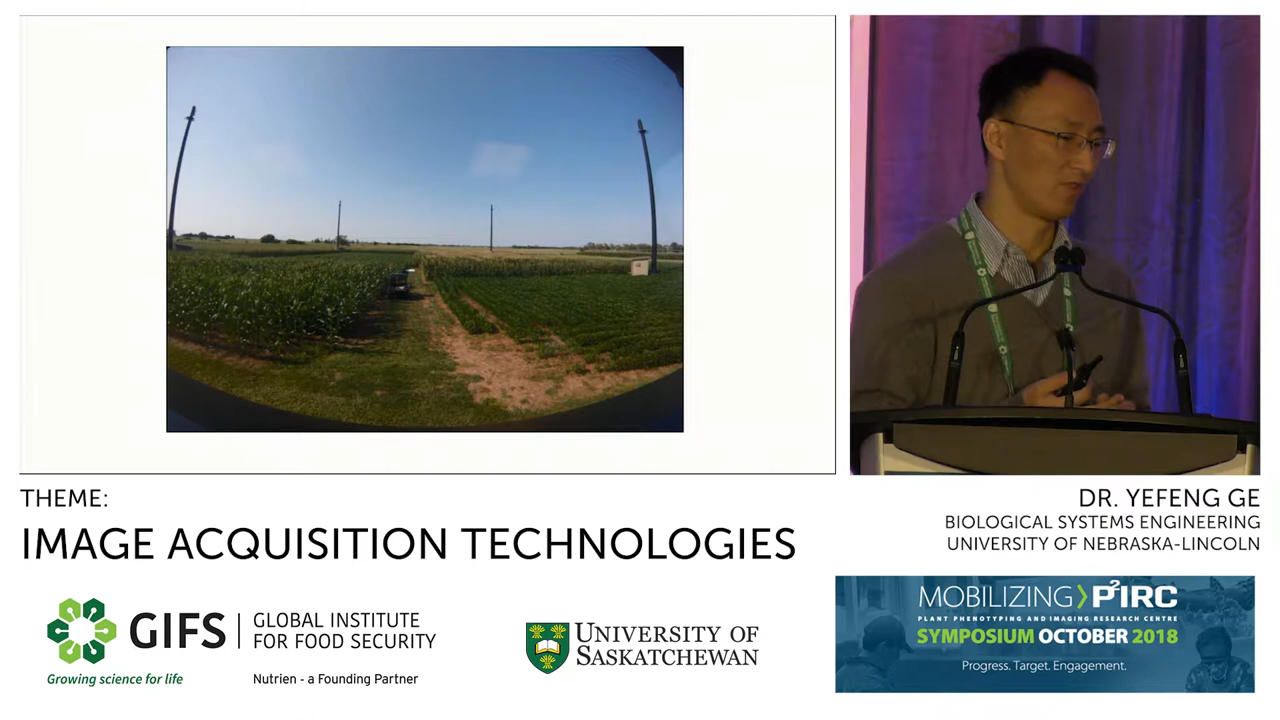 THEME:
IMAGE ACQUISITION TECHNOLOGIES
DR. YEFENG GE
BIOLOGICAL SYSTEMS ENGINEERING
UNIVERSITY OF NEBRASKA-LINCOLN
GIFS
GLOBAL INSTITUTE
FOR FOOD SECURITY
Growing science for life
Nutrien - a Founding Partner
UNIVERSITY OF
SASKATCHEWAN
MOBILIZING P²IRC
PLANT PHENOTYPING AND IMAGING RESEARCH CENTRE
SYMPOSIUM OCTOBER 2018
Progress. Target. Engagement.